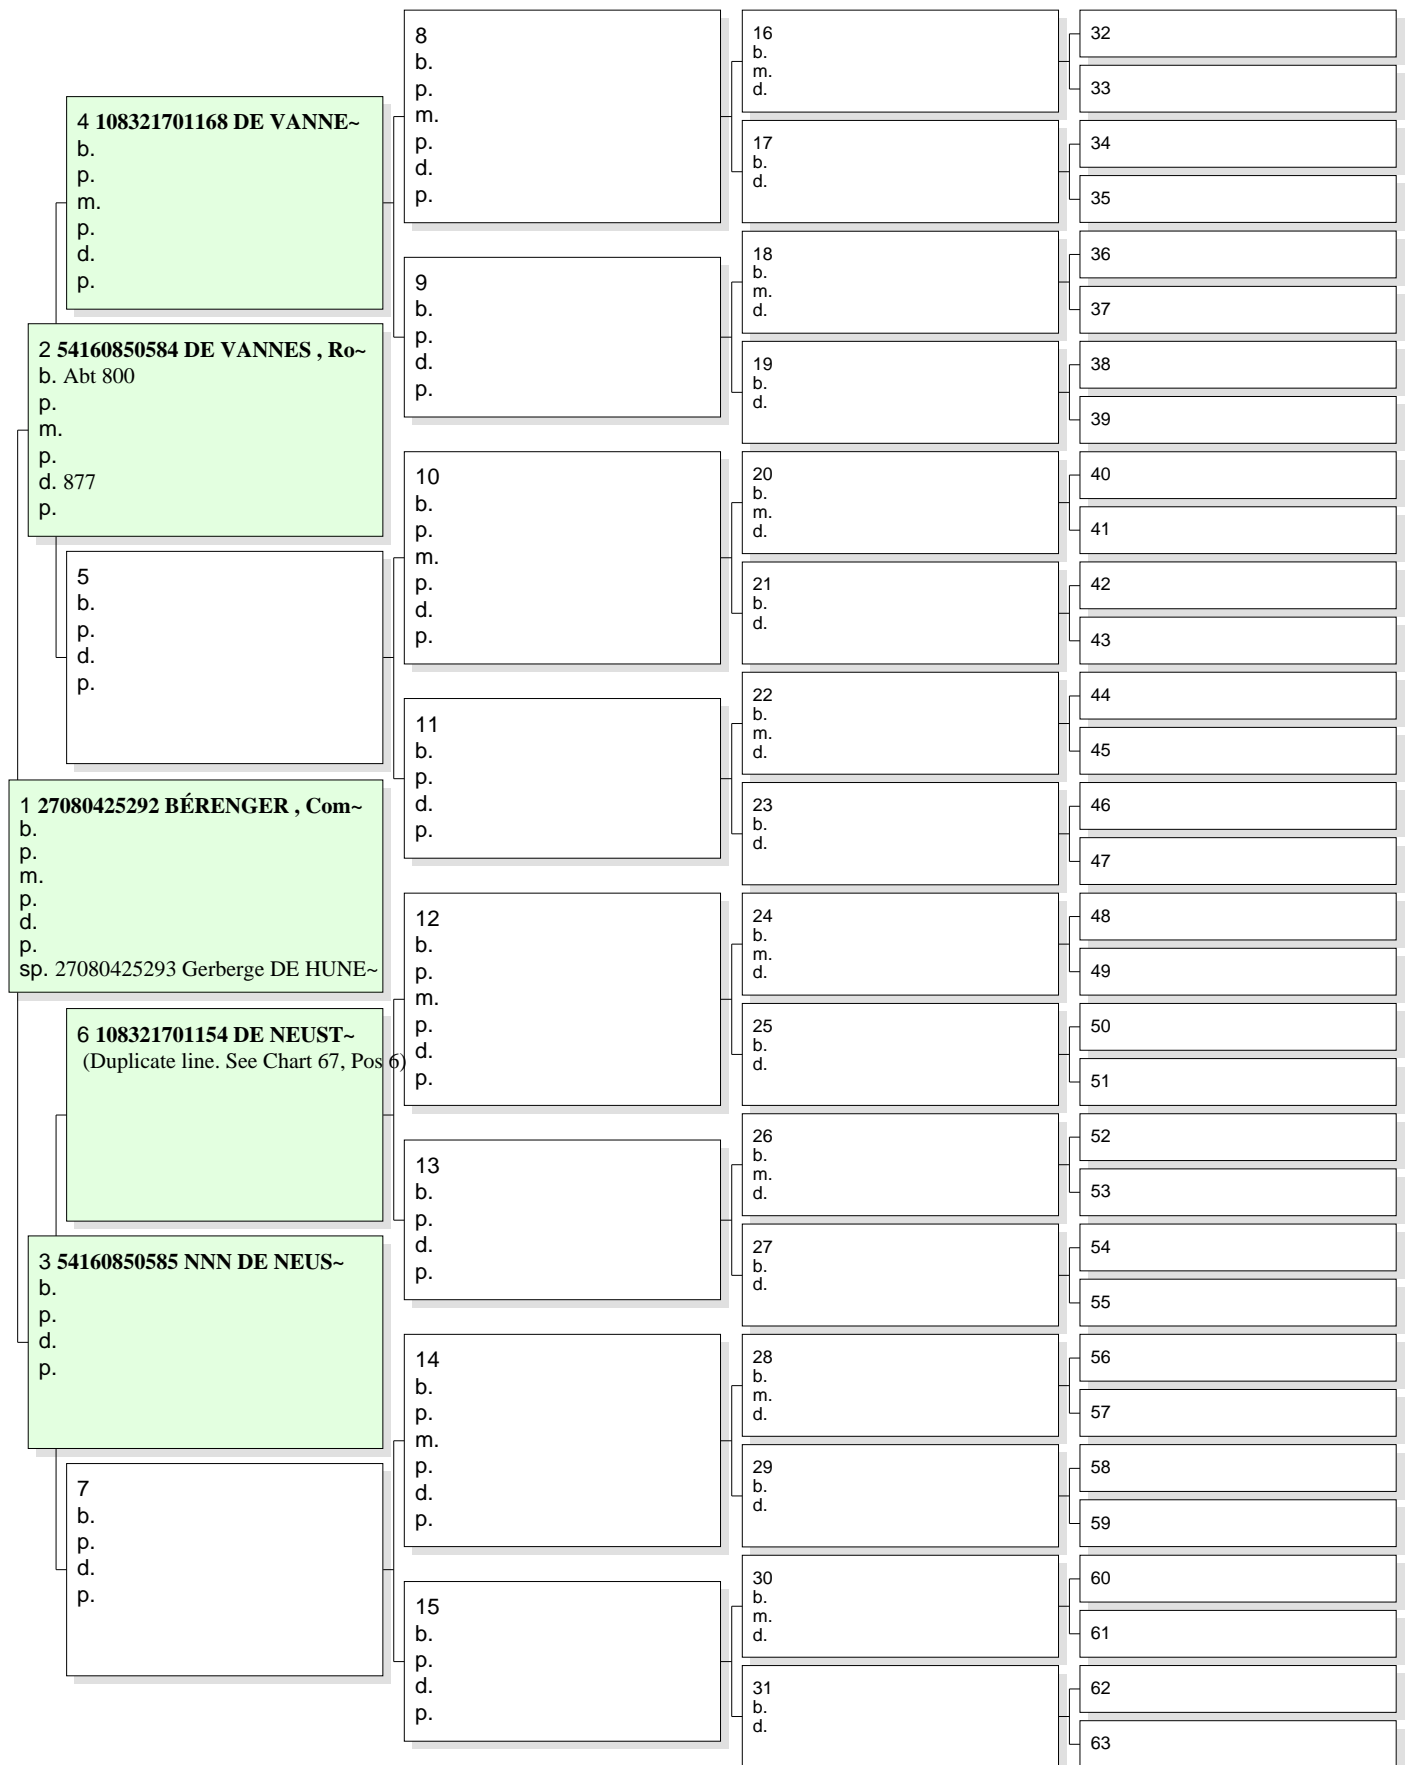 4 108321701168 DE VANNE~
b.
p.
m.
p.
d.
p.
2 54160850584 DE VANNES , Ro~
b. Abt 800
p.
m.
p.
d. 877
p.
5
b.
p.
d.
p.
1 27080425292 BÉRENGER , Com~
b.
p.
m.
p.
d.
p.
sp. 27080425293 Gerberge DE HUNE~
6 108321701154 DE NEUST~
(Duplicate line. See Chart 67, Pos 6)
3 54160850585 NNN DE NEUS~
b.
p.
d.
p.
7
b.
p.
d.
p.
8
b.
p.
m.
p.
d.
p.
9
b.
p.
d.
p.
10
b.
p.
m.
p.
d.
p.
11
b.
p.
d.
p.
12
b.
p.
m.
p.
d.
p.
13
b.
p.
d.
p.
14
b.
p.
m.
p.
d.
p.
15
b.
p.
d.
p.
16
b.
m.
d.
17
b.
d.
18
b.
m.
d.
19
b.
d.
20
b.
m.
d.
21
b.
d.
22
b.
m.
d.
23
b.
d.
24
b.
m.
d.
25
b.
d.
26
b.
m.
d.
27
b.
d.
28
b.
m.
d.
29
b.
d.
30
b.
m.
d.
31
b.
d.
32
33
34
35
36
37
38
39
40
41
42
43
44
45
46
47
48
49
50
51
52
53
54
55
56
57
58
59
60
61
62
63